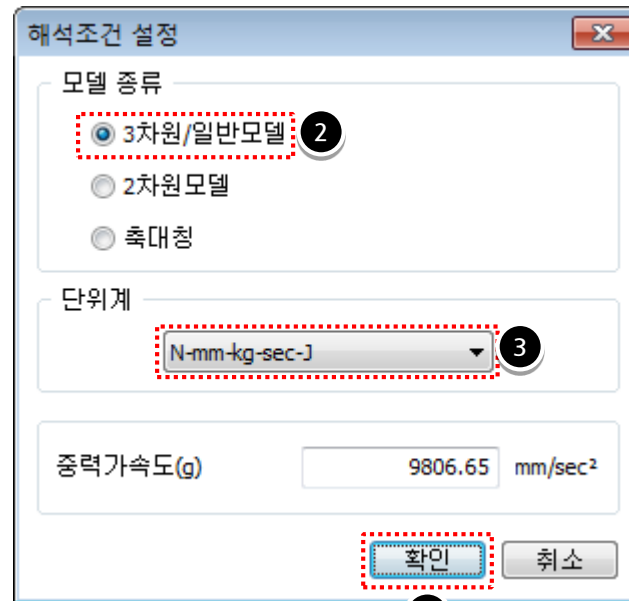 해석조건 설정
모델 종류
3차원/일반모델 2
2차원모델
축대칭
단위계
N-mm-kg-sec-J 3
중력가속도(g) 9806.65 mm/sec²
확인 취소